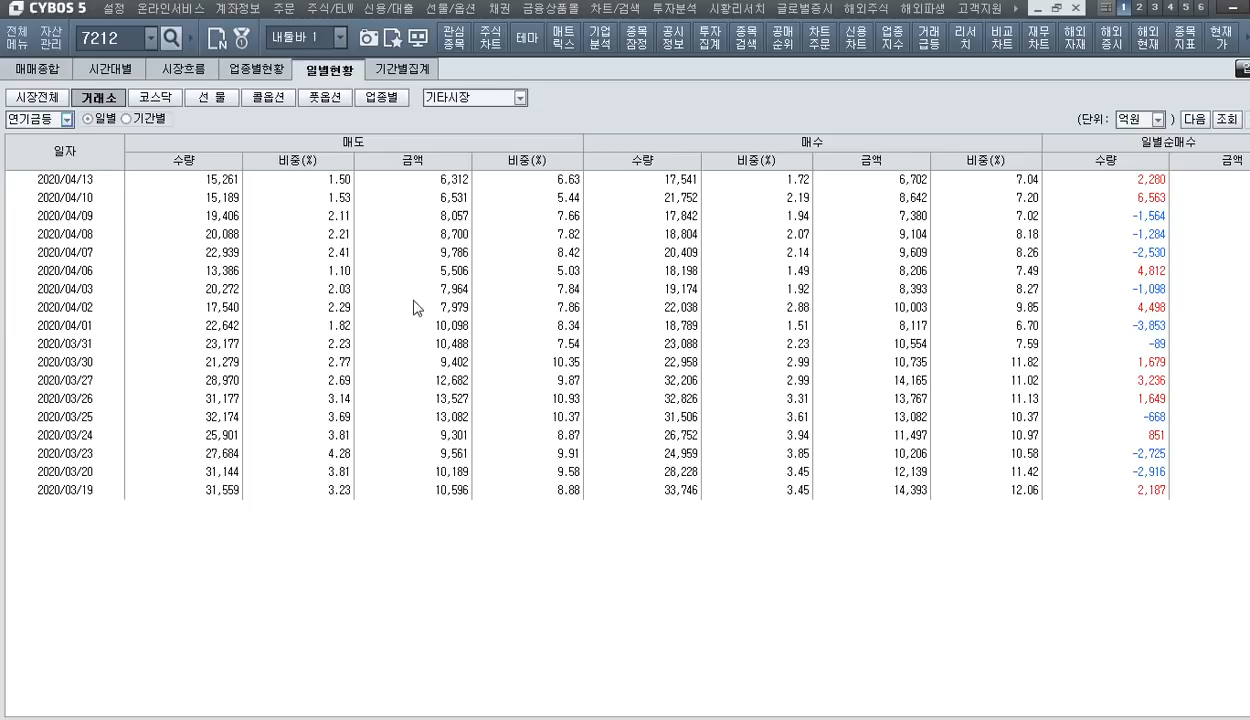 CYBOS 5 설정 온라인서비스 계좌정보 주문 주식/ELW 신용/대출 선물/옵션 채권 금융상품몰 차트/검색 투자분석 시황리서치 글로벌증시 해외주식 해외파생 고객지원 1 2 3 4 5 6
전체메뉴 자산관리 7212 내툴바 1 관심종목 주식차트 테마 매트릭스 기업분석 종목잠정 공시정보 투자집계 종목검색 공매순위 차트주문 신용차트 업종지수 거래급등 리서치 비교차트 재무차트 해외자재 해외증시 해외현재 종목지표 현재가
매매종합 시간대별 시장흐름 업종별현황 일별현황 기간별집계
시장전체 거래소 코스닥 선 물 콜옵션 풋옵션 업종별 기타시장
연기금등 일별 기간별 (단위: 억원 ) 다음 조회
일자 매도 매수 일별순매수
수량 비중(%) 금액 비중(%) 수량 비중(%) 금액 비중(%) 수량 금액
2020/04/13 15,261 1.50 6,312 6.63 17,541 1.72 6,702 7.04 2,280
2020/04/10 15,189 1.53 6,531 5.44 21,752 2.19 8,642 7.20 6,563
2020/04/09 19,406 2.11 8,057 7.66 17,842 1.94 7,380 7.02 -1,564
2020/04/08 20,088 2.21 8,700 7.82 18,804 2.07 9,104 8.18 -1,284
2020/04/07 22,939 2.41 9,786 8.42 20,409 2.14 9,609 8.26 -2,530
2020/04/06 13,386 1.10 5,506 5.03 18,198 1.49 8,206 7.49 4,812
2020/04/03 20,272 2.03 7,964 7.84 19,174 1.92 8,393 8.27 -1,098
2020/04/02 17,540 2.29 7,979 7.86 22,038 2.88 10,003 9.85 4,498
2020/04/01 22,642 1.82 10,098 8.34 18,789 1.51 8,117 6.70 -3,853
2020/03/31 23,177 2.23 10,488 7.54 23,088 2.23 10,554 7.59 -89
2020/03/30 21,279 2.77 9,402 10.35 22,958 2.99 10,735 11.82 1,679
2020/03/27 28,970 2.69 12,682 9.87 32,206 2.99 14,165 11.02 3,236
2020/03/26 31,177 3.14 13,527 10.93 32,826 3.31 13,767 11.13 1,649
2020/03/25 32,174 3.69 13,082 10.37 31,506 3.61 13,082 10.37 -668
2020/03/24 25,901 3.81 9,301 8.87 26,752 3.94 11,497 10.97 851
2020/03/23 27,684 4.28 9,561 9.91 24,959 3.85 10,206 10.58 -2,725
2020/03/20 31,144 3.81 10,189 9.58 28,228 3.45 12,139 11.42 -2,916
2020/03/19 31,559 3.23 10,596 8.88 33,746 3.45 14,393 12.06 2,187